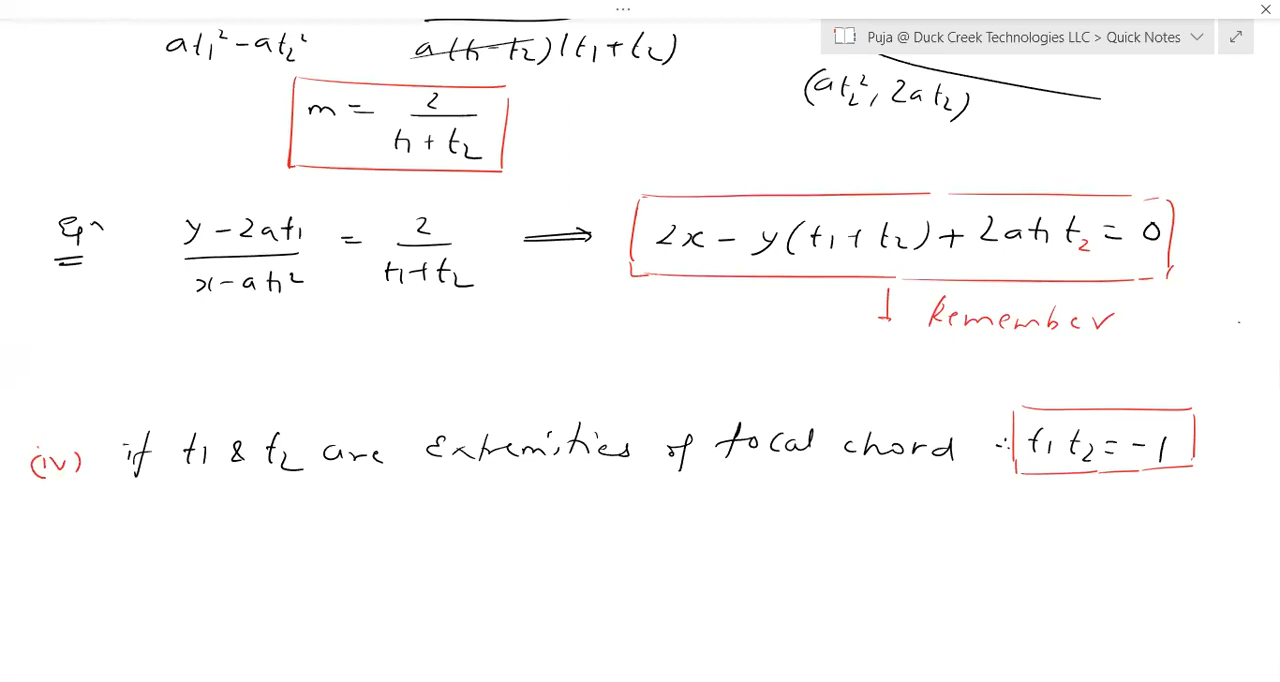 ...
Puja @ Duck Creek Technologies LLC > Quick Notes
at₁² - at₂² a(t₁-t₂)(t₁+t₂)
(at₂², 2at₂)
m = 2/(t₁ + t₂)
Eqn (y - 2at₁)/(x - at₁²) = 2/(t₁+t₂) ⟹ 2x - y(t₁ + t₂) + 2at₁t₂ = 0
↓ Remember
(iv) if t₁ & t₂ are Extremities of focal chord ∴ t₁ t₂ = -1